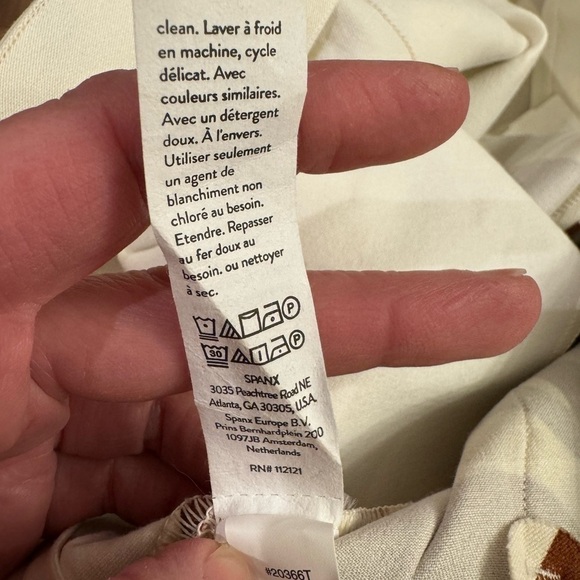 clean. Laver à froid
en machine, cycle
délicat. Avec
couleurs similaires.
Avec un détergent
doux. À l'envers.
Utiliser seulement
un agent de
blanchiment non
chloré au besoin.
Etendre. Repasser
au fer doux au
besoin. ou nettoyer
à sec.
P
30 P
SPANX
3035 Peachtree Road NE
Atlanta, GA 30305, U.S.A.
Spanx Europe B.V.
Prins Bernhardplein 200
1097JB Amsterdam,
Netherlands
RN# 112121
#20366T